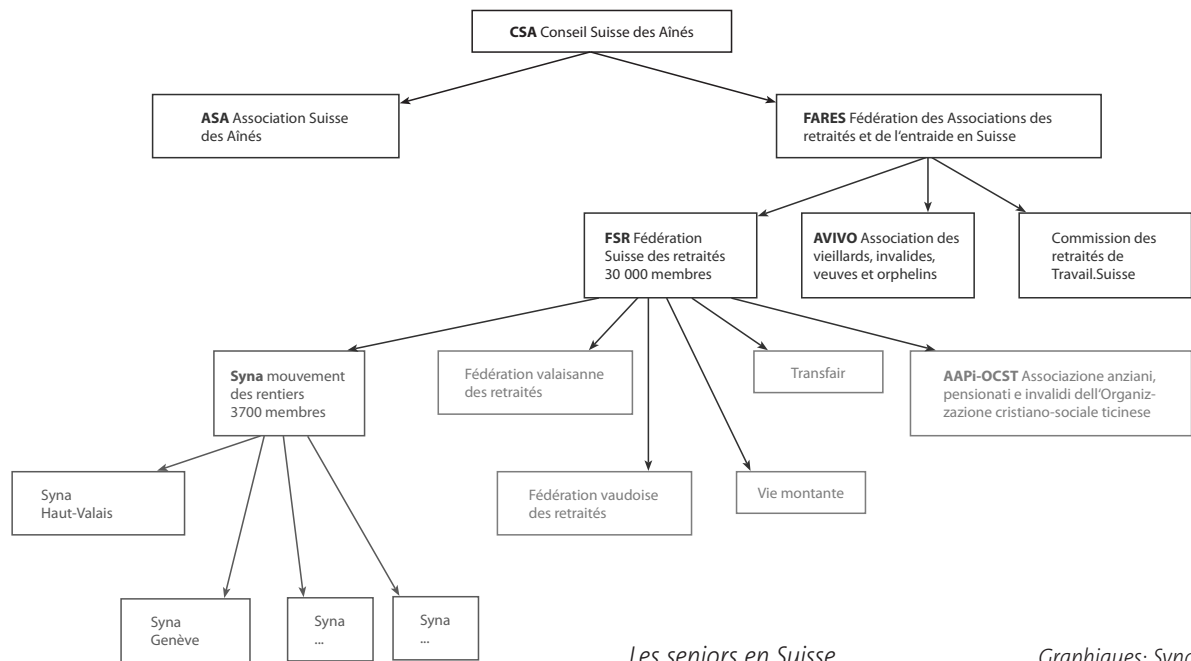 CSA Conseil Suisse des Aînés
ASA Association Suisse
des Aînés
FARES Fédération des Associations des
retraités et de l'entraide en Suisse
FSR Fédération
Suisse des retraités
30 000 membres
AVIVO Association des
vieillards, invalides,
veuves et orphelins
Commission des
retraités de
Travail.Suisse
Syna mouvement
des rentiers
3700 membres
Fédération valaisanne
des retraités
Transfair
AAPi-OCST Associazione anziani,
pensionati e invalidi dell'Organiz-
zazione cristiano-sociale ticinese
Syna
Haut-Valais
Fédération vaudoise
des retraités
Vie montante
Syna
Genève
Syna
...
Syna
...
Les seniors en Suisse
Graphiques: Syna